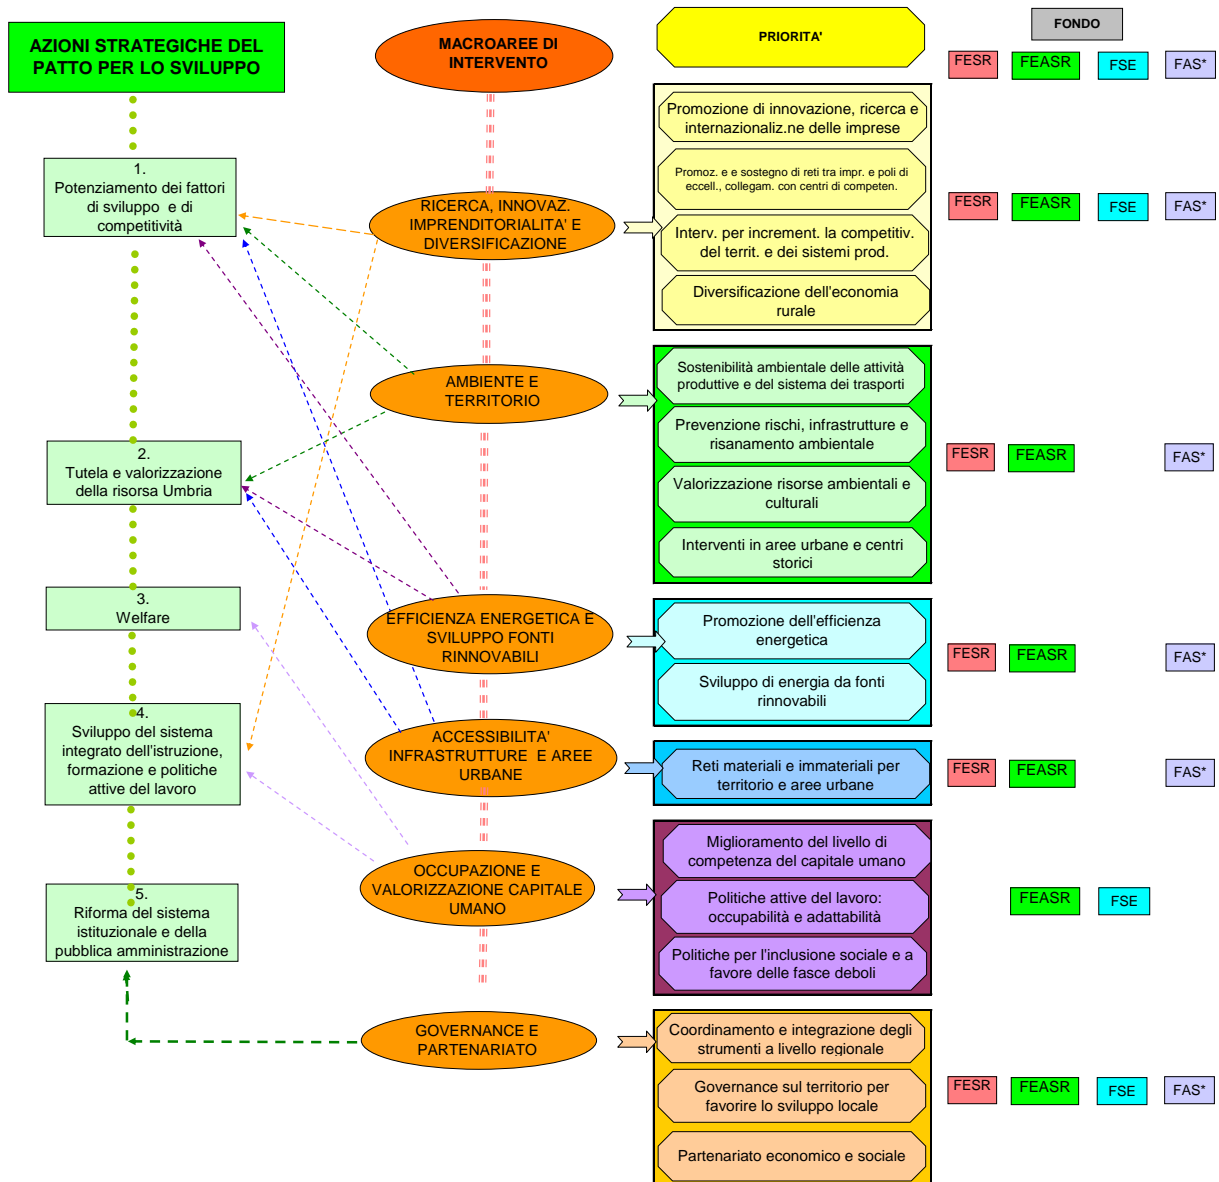 AZIONI STRATEGICHE DEL
PATTO PER LO SVILUPPO
MACROAREE DI
INTERVENTO
PRIORITA'
FONDO
FESR
FEASR
FSE
FAS*
1.
Potenziamento dei fattori
di sviluppo e di
competitività
RICERCA, INNOVAZ.
IMPRENDITORIALITA' E
DIVERSIFICAZIONE
Promozione di innovazione, ricerca e
internazionaliz.ne delle imprese
Promoz. e e sostegno di reti tra impr. e poli di
eccell., collegam. con centri di competen.
Interv. per increment. la competitiv.
del territ. e dei sistemi prod.
Diversificazione dell'economia
rurale
FESR
FEASR
FSE
FAS*
AMBIENTE E
TERRITORIO
Sostenibilità ambientale delle attività
produttive e del sistema dei trasporti
Prevenzione rischi, infrastrutture e
risanamento ambientale
Valorizzazione risorse ambientali e
culturali
Interventi in aree urbane e centri
storici
FESR
FEASR
FAS*
2.
Tutela e valorizzazione
della risorsa Umbria
3.
Welfare
EFFICIENZA ENERGETICA E
SVILUPPO FONTI
RINNOVABILI
Promozione dell'efficienza
energetica
Sviluppo di energia da fonti
rinnovabili
FESR
FEASR
FAS*
4.
Sviluppo del sistema
integrato dell'istruzione,
formazione e politiche
attive del lavoro
ACCESSIBILITA'
INFRASTRUTTURE E AREE
URBANE
Reti materiali e immateriali per
territorio e aree urbane
FESR
FEASR
FAS*
OCCUPAZIONE E
VALORIZZAZIONE CAPITALE
UMANO
Miglioramento del livello di
competenza del capitale umano
Politiche attive del lavoro:
occupabilità e adattabilità
Politiche per l'inclusione sociale e a
favore delle fasce deboli
FEASR
FSE
5.
Riforma del sistema
istituzionale e della
pubblica amministrazione
GOVERNANCE E
PARTENARIATO
Coordinamento e integrazione degli
strumenti a livello regionale
Governance sul territorio per
favorire lo sviluppo locale
Partenariato economico e sociale
FESR
FEASR
FSE
FAS*